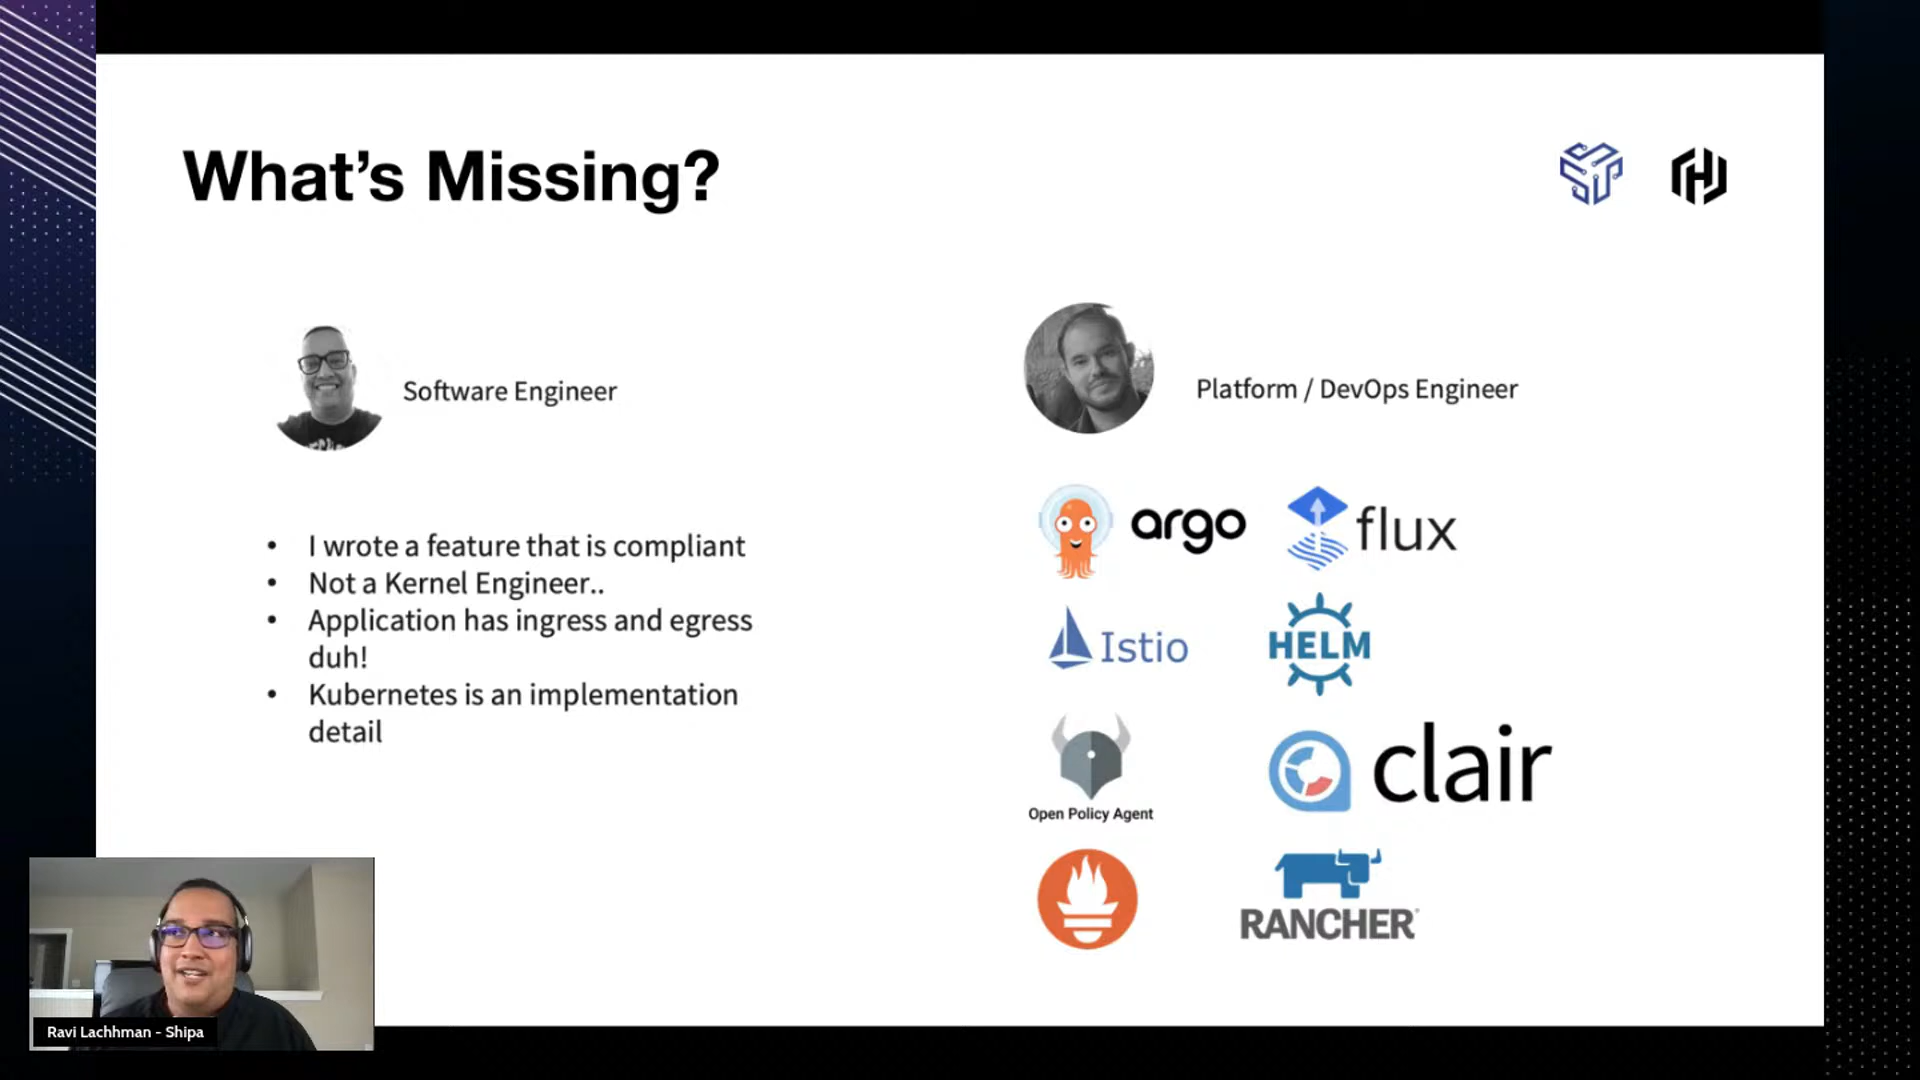 What's Missing?
Software Engineer
Platform / DevOps Engineer
• I wrote a feature that is compliant
• Not a Kernel Engineer..
• Application has ingress and egress
duh!
• Kubernetes is an implementation
detail
argo
flux
Istio
HELM
Open Policy Agent
clair
RANCHER
Ravi Lachhman - Shipa